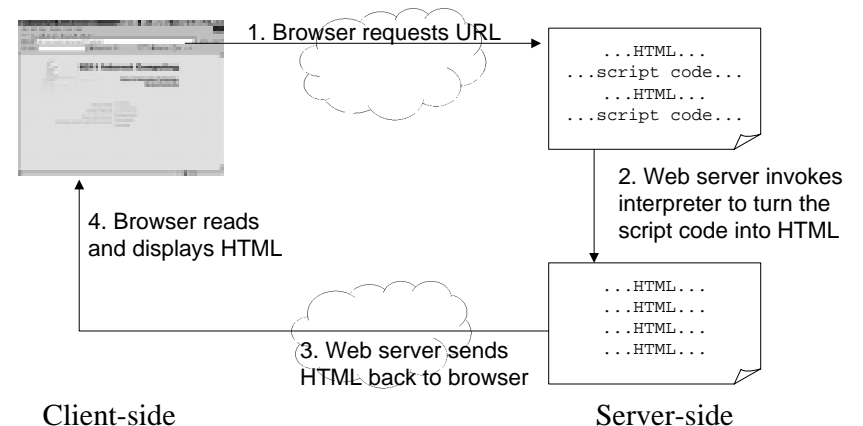 1. Browser requests URL
...HTML...
...script code...
...HTML...
...script code...
2. Web server invokes
interpreter to turn the
script code into HTML
4. Browser reads
and displays HTML
...HTML...
...HTML...
...HTML...
...HTML...
3. Web server sends
HTML back to browser
Client-side
Server-side